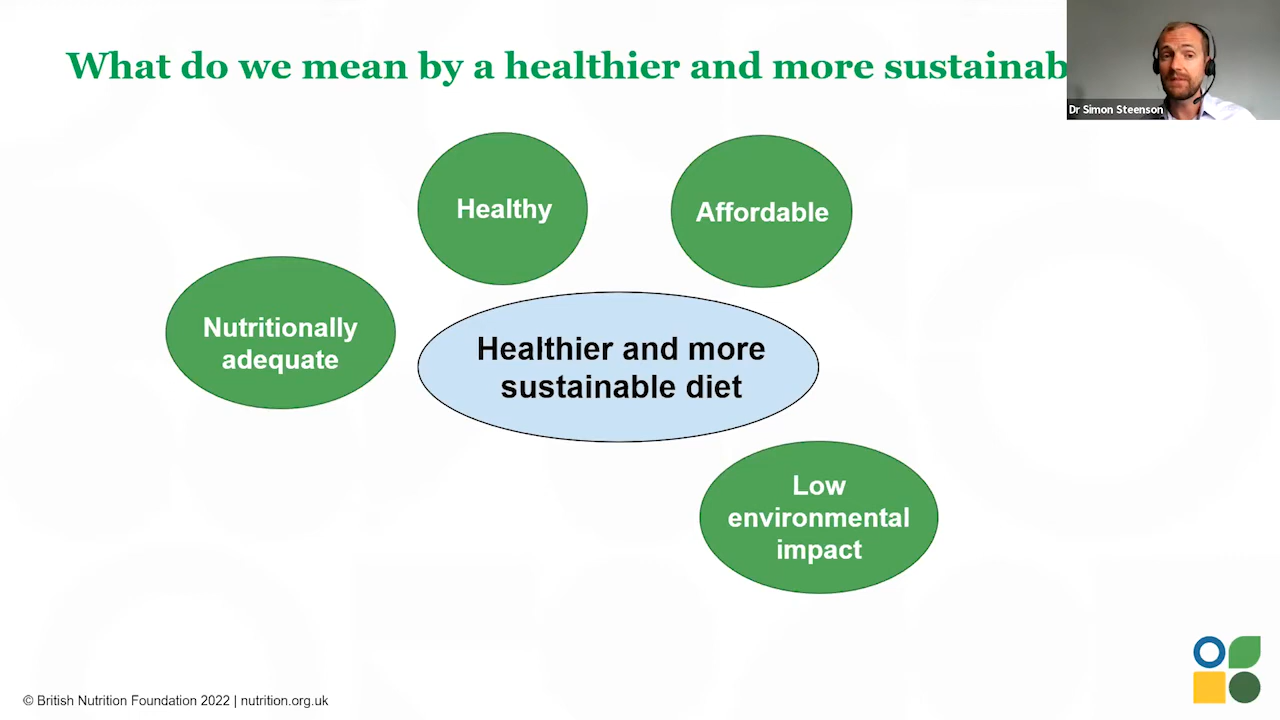 What do we mean by a healthier and more sustainab
Dr Simon Steenson
Healthy
Affordable
Nutritionally
adequate
Healthier and more
sustainable diet
Low
environmental
impact
© British Nutrition Foundation 2022 | nutrition.org.uk